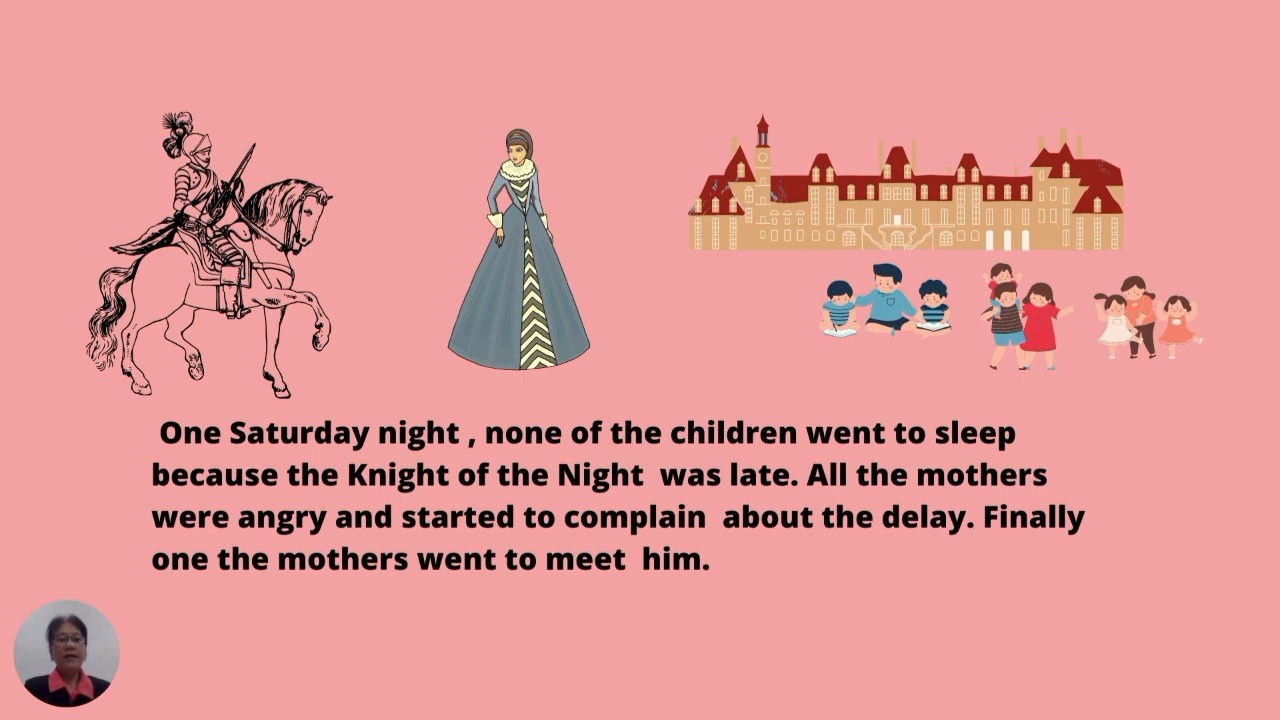 One Saturday night , none of the children went to sleep
because the Knight of the Night was late. All the mothers
were angry and started to complain about the delay. Finally
one the mothers went to meet him.